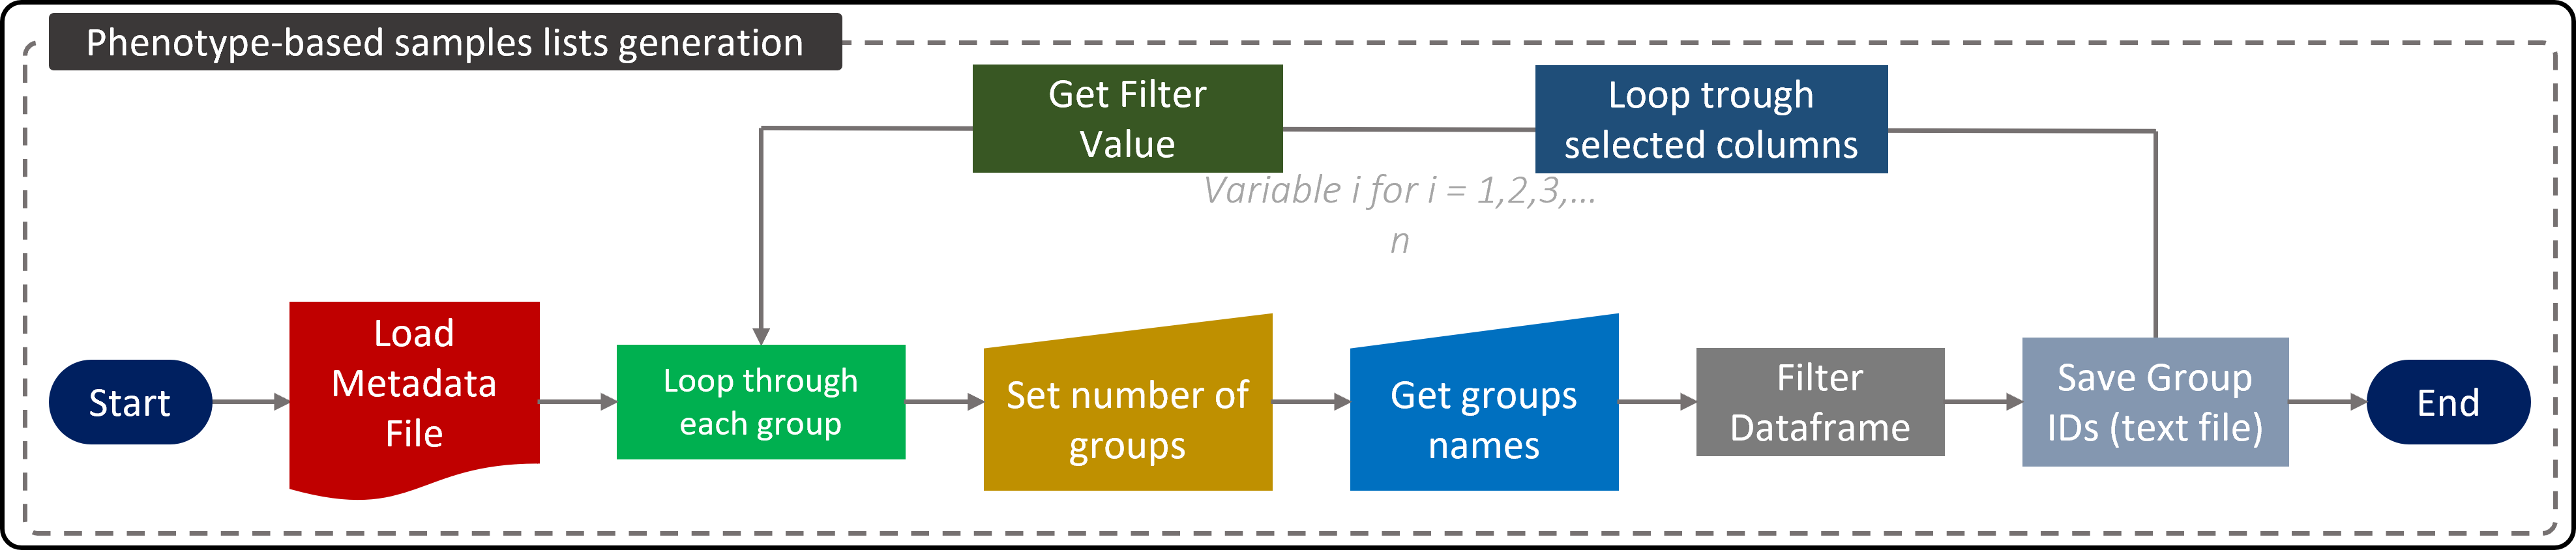 Phenotype-based samples lists generation
Get Filter
Value
Loop trough
selected columns
Variable i for i = 1,2,3,...
n
Start
Load
Metadata
File
Loop through
each group
Set number of
groups
Get groups
names
Filter
Dataframe
Save Group
IDs (text file)
End